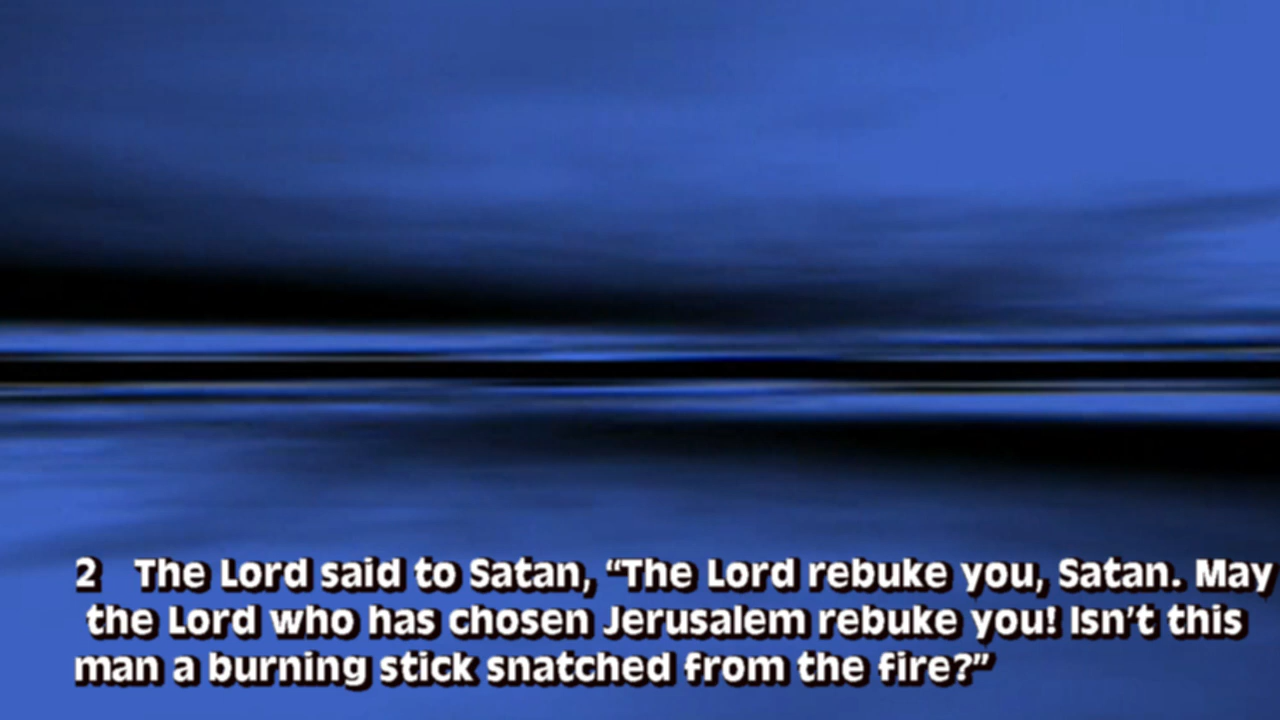 2 The Lord said to Satan, “The Lord rebuke you, Satan. May
the Lord who has chosen Jerusalem rebuke you! Isn’t this
man a burning stick snatched from the fire?”